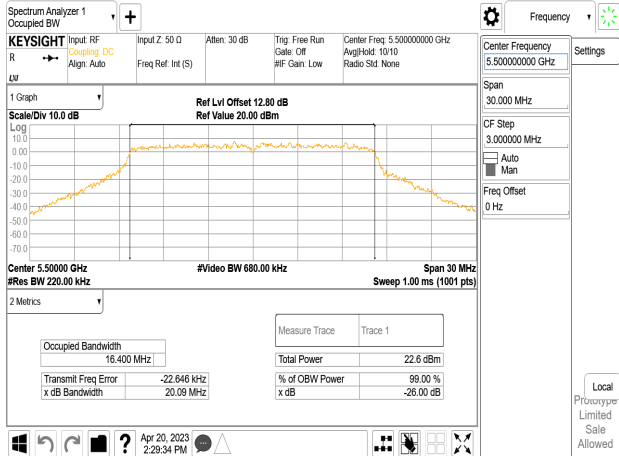 Spectrum Analyzer 1
Occupied BW
Frequency
KEYSIGHT
R
LXI
Input: RF
Coupling: DC
Align: Auto
Input Z: 50 Ω
Freq Ref: Int (S)
Atten: 30 dB
Trig: Free Run
Gate: Off
#IF Gain: Low
Center Freq: 5.500000000 GHz
Avg|Hold: 10/10
Radio Std: None
Center Frequency
5.500000000 GHz
Settings
Span
30.000 MHz
CF Step
3.000000 MHz
Auto
Man
Freq Offset
0 Hz
1 Graph
Scale/Div 10.0 dB
Ref Lvl Offset 12.80 dB
Ref Value 20.00 dBm
Log
10.0
0.00
-10.0
-20.0
-30.0
-40.0
-50.0
-60.0
-70.0
Center 5.50000 GHz
#Res BW 220.00 kHz
#Video BW 680.00 kHz
Span 30 MHz
Sweep 1.00 ms (1001 pts)
2 Metrics
Measure Trace Trace 1
Occupied Bandwidth
16.400 MHz
Total Power 22.6 dBm
Transmit Freq Error -22.646 kHz
% of OBW Power 99.00 %
x dB Bandwidth 20.09 MHz
x dB -26.00 dB
Local
Prototype
Limited
Sale
Allowed
?
Apr 20, 2023
2:29:34 PM